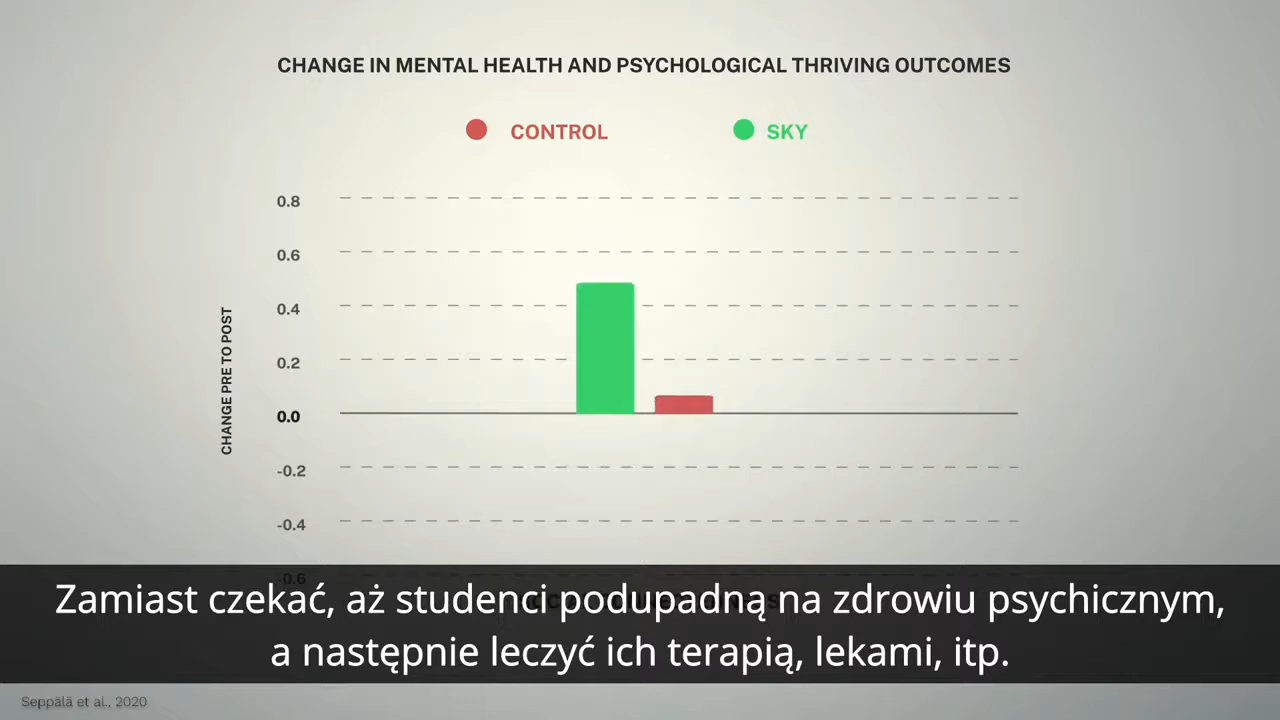 CHANGE IN MENTAL HEALTH AND PSYCHOLOGICAL THRIVING OUTCOMES
CONTROL SKY
0.8
0.6
0.4
0.2
0.0
-0.2
-0.4
-0.6
CHANGE PRE TO POST
Zamiast czekać, aż studenci podupadną na zdrowiu psychicznym,
a następnie leczyć ich terapią, lekami, itp.
Seppälä et al., 2020